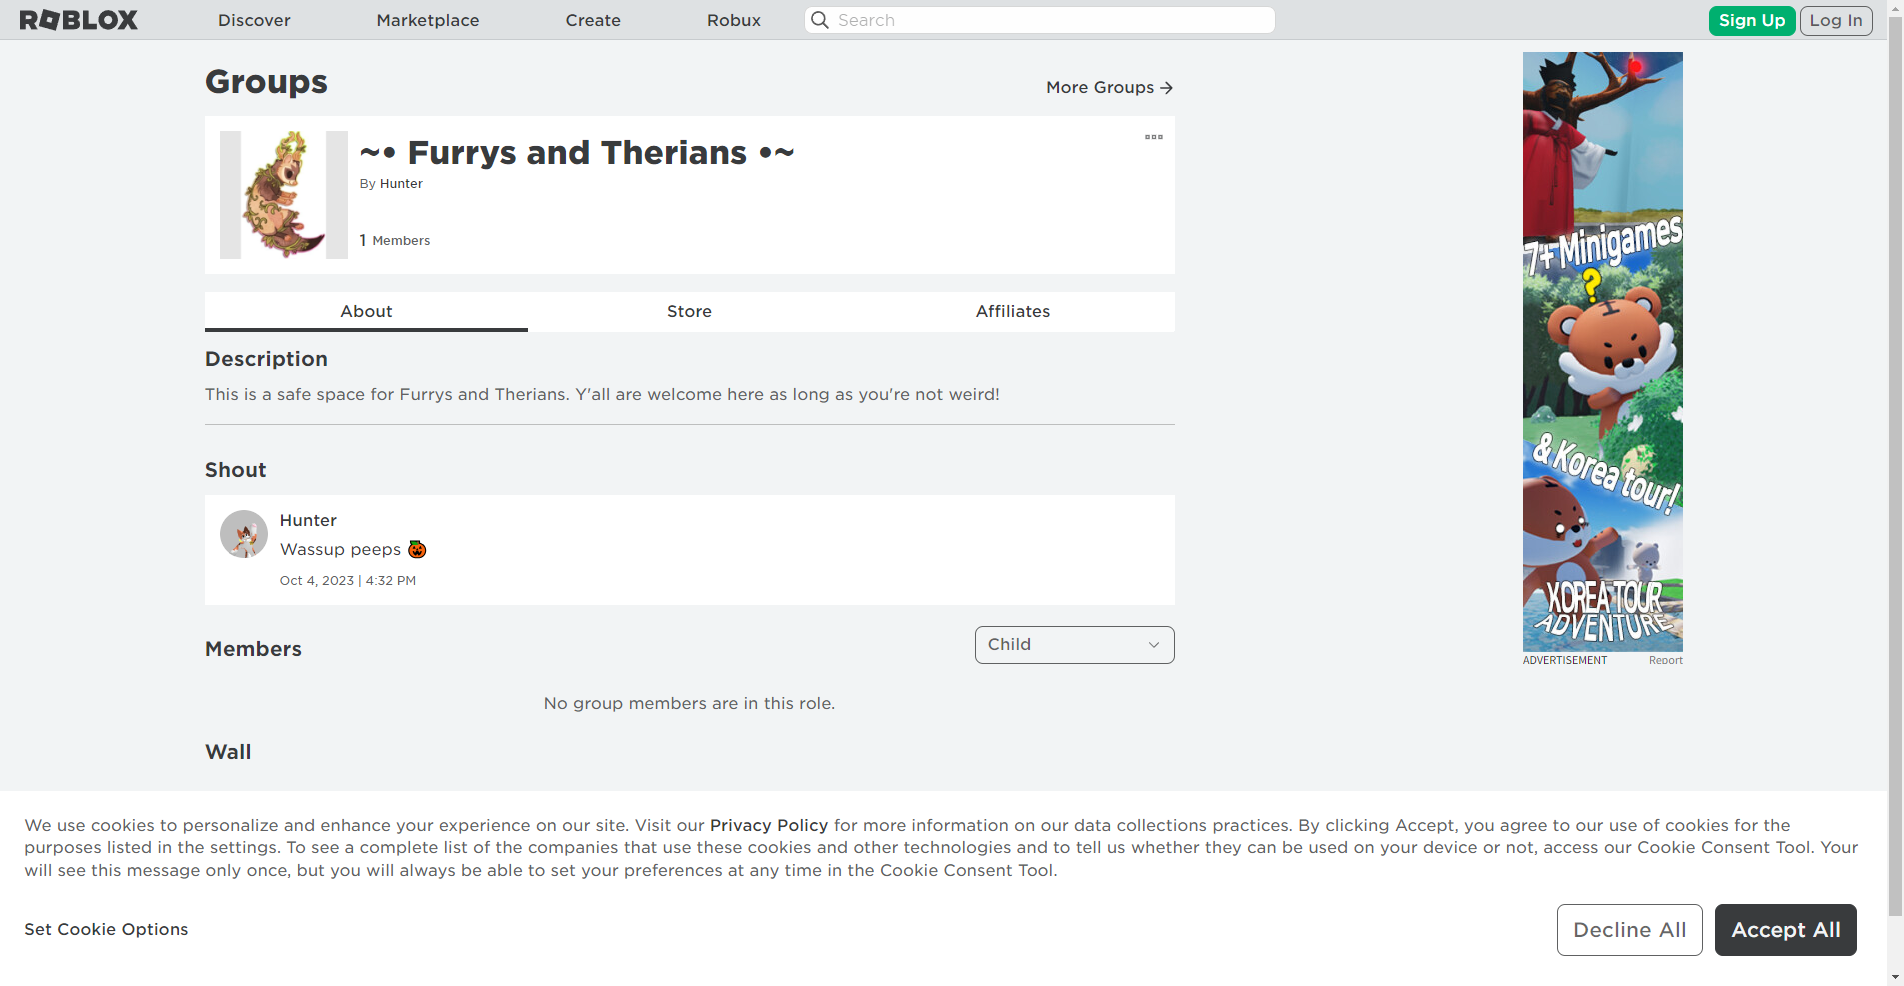 ROBLOX
Discover
Marketplace
Create
Robux
Search
Sign Up
Log In
Groups
More Groups →
~• Furrys and Therians •~
By Hunter
1 Members
About
Store
Affiliates
Description
This is a safe space for Furrys and Therians. Y'all are welcome here as long as you're not weird!
Shout
Hunter
Wassup peeps 🎃
Oct 4, 2023 | 4:32 PM
Members
Child
No group members are in this role.
Wall
7+ Minigames
?
& Korea tour!
KOREA TOUR
ADVENTURE
ADVERTISEMENT
Report
We use cookies to personalize and enhance your experience on our site. Visit our Privacy Policy for more information on our data collections practices. By clicking Accept, you agree to our use of cookies for the
purposes listed in the settings. To see a complete list of the companies that use these cookies and other technologies and to tell us whether they can be used on your device or not, access our Cookie Consent Tool. Your
will see this message only once, but you will always be able to set your preferences at any time in the Cookie Consent Tool.
Set Cookie Options
Decline All
Accept All